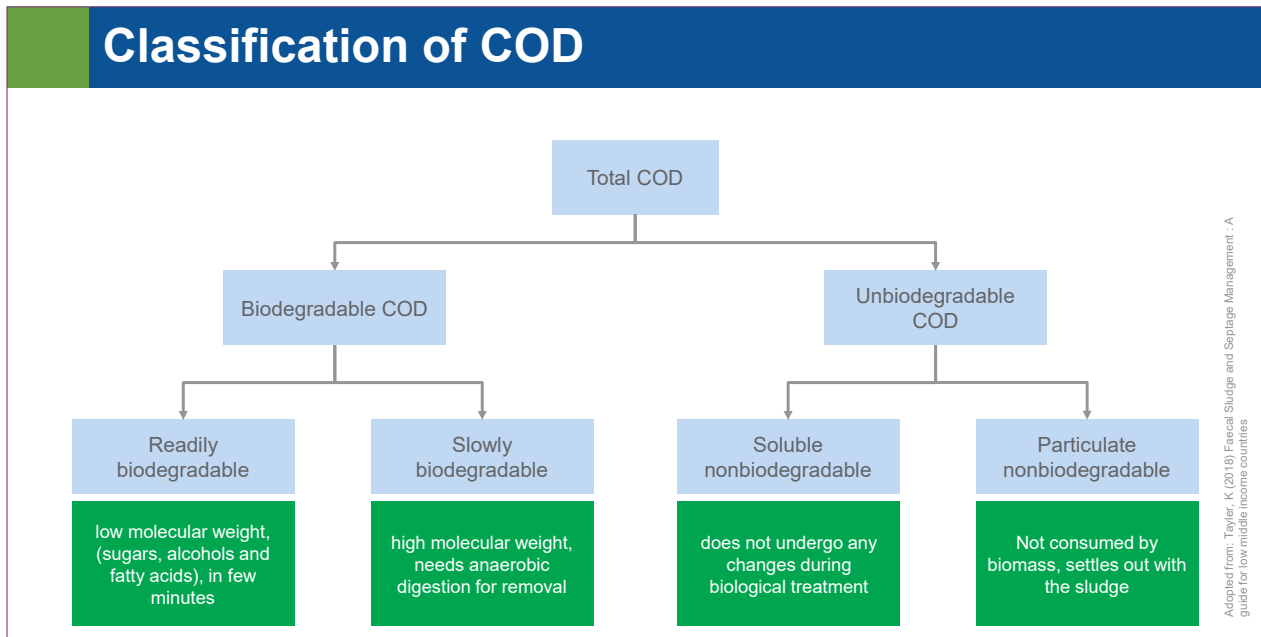 Classification of COD
Total COD
Biodegradable COD
Unbiodegradable
COD
Readily
biodegradable
Slowly
biodegradable
Soluble
nonbiodegradable
Particulate
nonbiodegradable
low molecular weight,
(sugars, alcohols and
fatty acids), in few
minutes
high molecular weight,
needs anaerobic
digestion for removal
does not undergo any
changes during
biological treatment
Not consumed by
biomass, settles out with
the sludge
Adopted from: Tayler, K (2018) Faecal Sludge and Septage Management : A
guide for low middle income countries